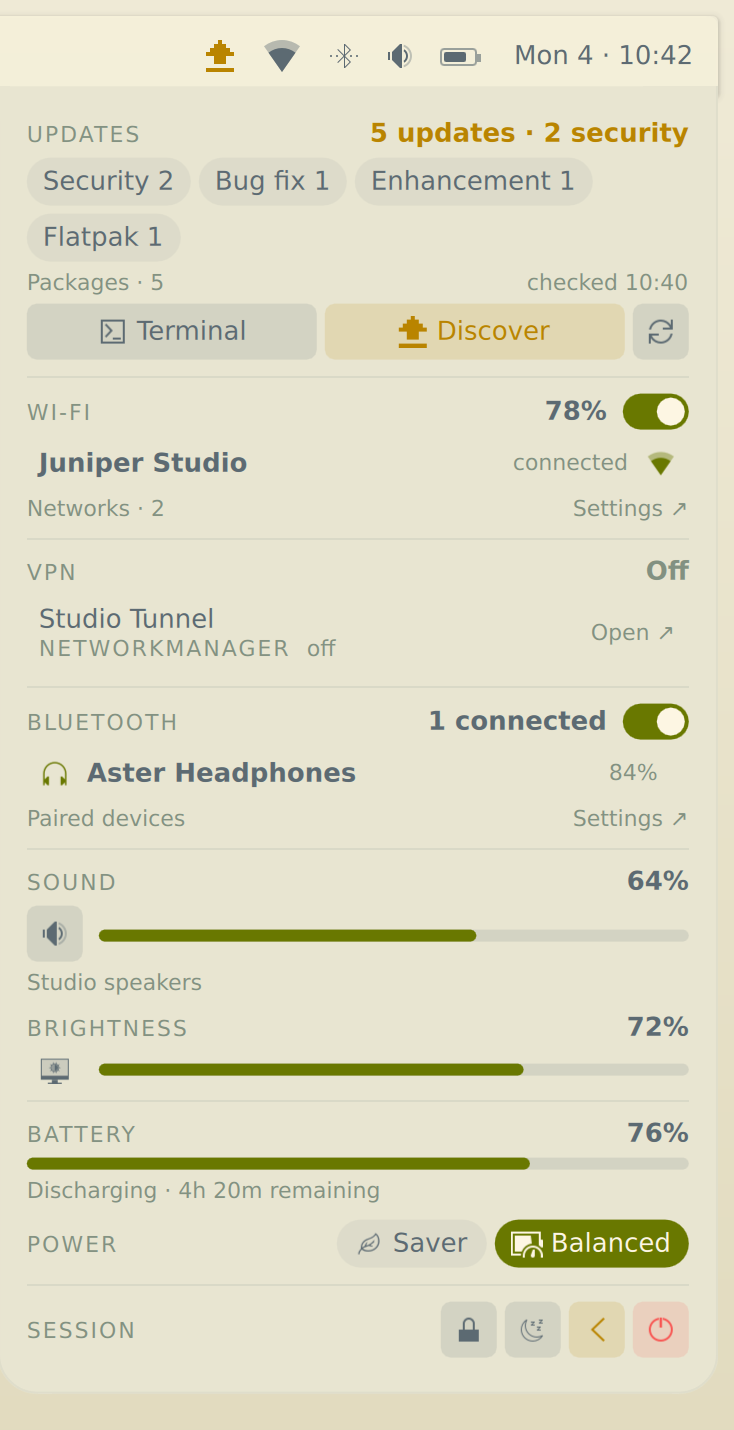 Mon 4 · 10:42
UPDATES 5 updates · 2 security
Security 2 Bug fix 1 Enhancement 1
Flatpak 1
Packages · 5 checked 10:40
Terminal Discover
WI-FI 78%
Juniper Studio connected
Networks · 2 Settings ↗
VPN Off
Studio Tunnel
NETWORKMANAGER off Open ↗
BLUETOOTH 1 connected
Aster Headphones 84%
Paired devices Settings ↗
SOUND 64%
Studio speakers
BRIGHTNESS 72%
BATTERY 76%
Discharging · 4h 20m remaining
POWER Saver Balanced
SESSION